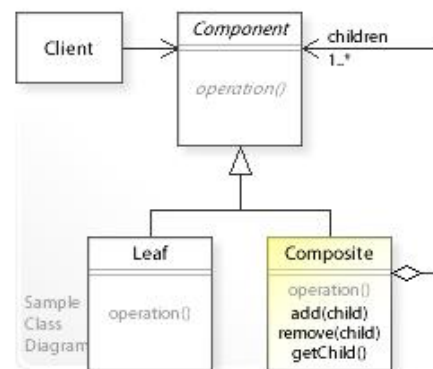 Client
Component
operation()
children
1..*
Leaf
operation()
Composite
operation()
add(child)
remove(child)
getChild()
Sample
Class
Diagram